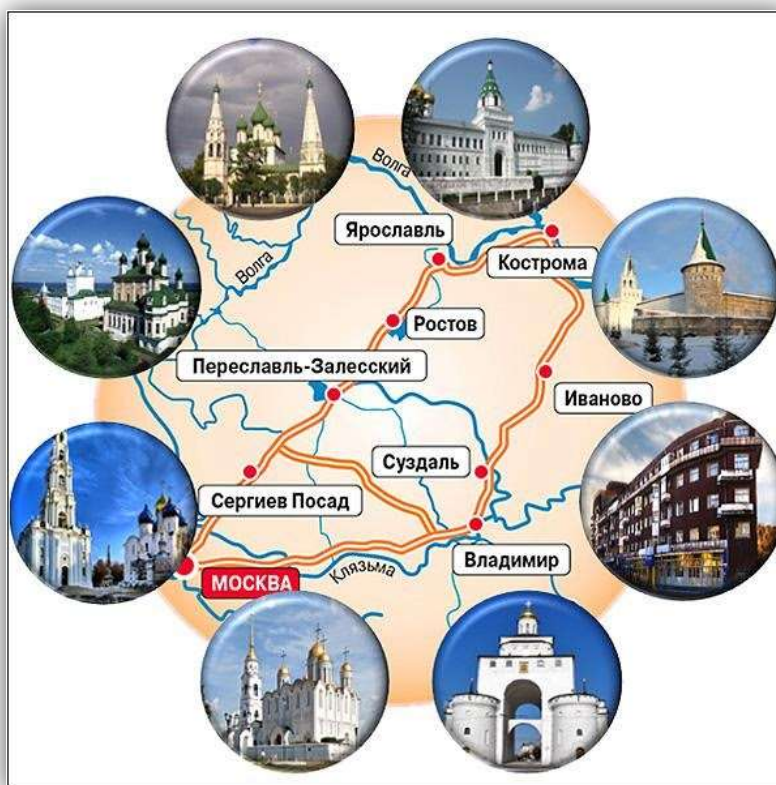 Волга
Волга
Ярославль
Кострома
Ростов
Переславль-Залесский
Иваново
Суздаль
Сергиев Посад
Владимир
Клязьма
МОСКВА